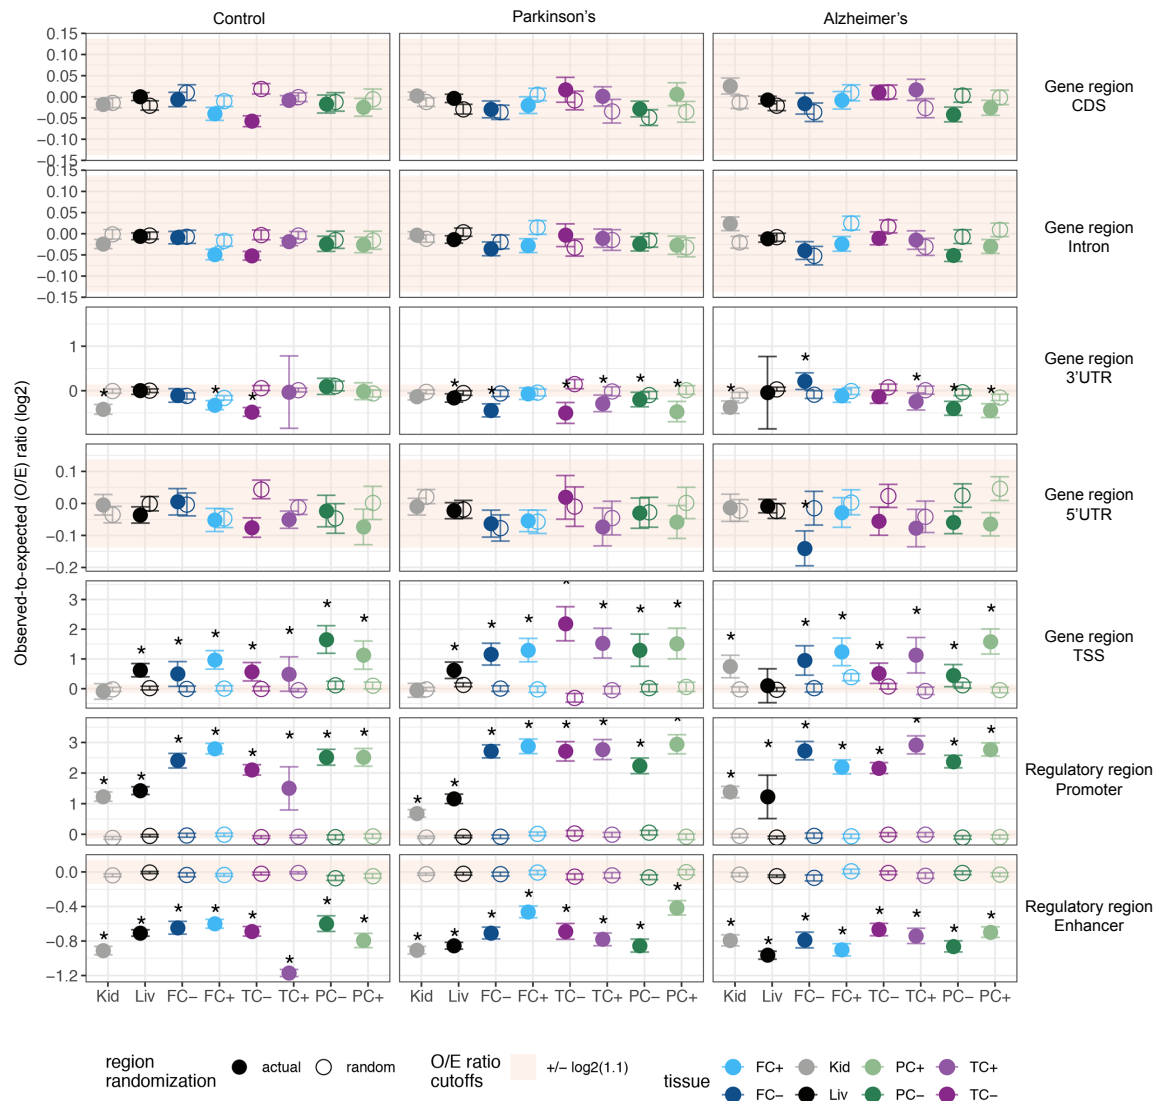 Control Parkinson's Alzheimer's
Observed-to-expected (O/E) ratio (log2)
0.15
0.10
0.05
0.00
−0.05
−0.10
−0.15
Gene region
CDS
0.15
0.10
0.05
0.00
−0.05
−0.10
−0.15
Gene region
Intron
1
0
* * *
* * * * * *
* * * * *
Gene region
3'UTR
0.1
0.0
−0.1
−0.2
*
Gene region
5'UTR
3
2
1
0
* * * * * * *
* * * * * * *
* * * * * * *
Gene region
TSS
3
2
1
0
* * * * * * * *
* * * * * * * *
* * * * * * * *
Regulatory region
Promoter
0.0
−0.4
−0.8
−1.2
* * * * * * * *
* * * * * * * *
* * * * * * * *
Regulatory region
Enhancer
Kid Liv FC− FC+ TC− TC+ PC− PC+ Kid Liv FC− FC+ TC− TC+ PC− PC+ Kid Liv FC− FC+ TC− TC+ PC− PC+
region
randomization
actual random
O/E ratio
cutoffs
+/− log2(1.1)
tissue
FC+ Kid PC+ TC+
FC− Liv PC− TC−